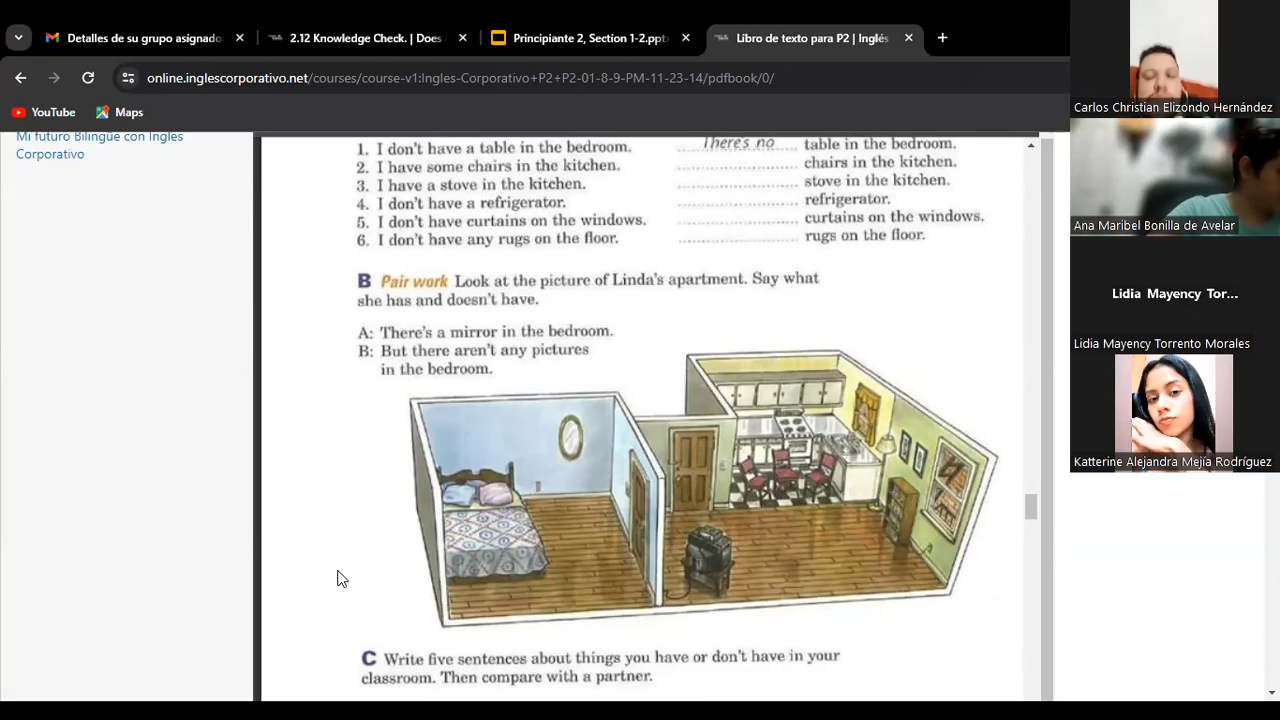 Detalles de su grupo asignado
2.12 Knowledge Check. | Does
Principiante 2, Section 1-2.ppt
Libro de texto para P2 | Inglés
online.inglescorporativo.net/courses/course-v1:Ingles-Corporativo+P2+P2-01-8-9-PM-11-23-14/pdfbook/0/
YouTube
Maps
Mi futuro Bilingüe con Ingles
Corporativo
1. I don't have a table in the bedroom. There's no table in the bedroom.
2. I have some chairs in the kitchen. chairs in the kitchen.
3. I have a stove in the kitchen. stove in the kitchen.
4. I don't have a refrigerator. refrigerator.
5. I don't have curtains on the windows. curtains on the windows.
6. I don't have any rugs on the floor. rugs on the floor.
B Pair work Look at the picture of Linda's apartment. Say what
she has and doesn't have.
A: There's a mirror in the bedroom.
B: But there aren't any pictures
in the bedroom.
C Write five sentences about things you have or don't have in your
classroom. Then compare with a partner.
Carlos Christian Elizondo Hernández
Ana Maribel Bonilla de Avelar
Lidia Mayency Tor...
Lidia Mayency Torrento Morales
Katterine Alejandra Mejía Rodríguez